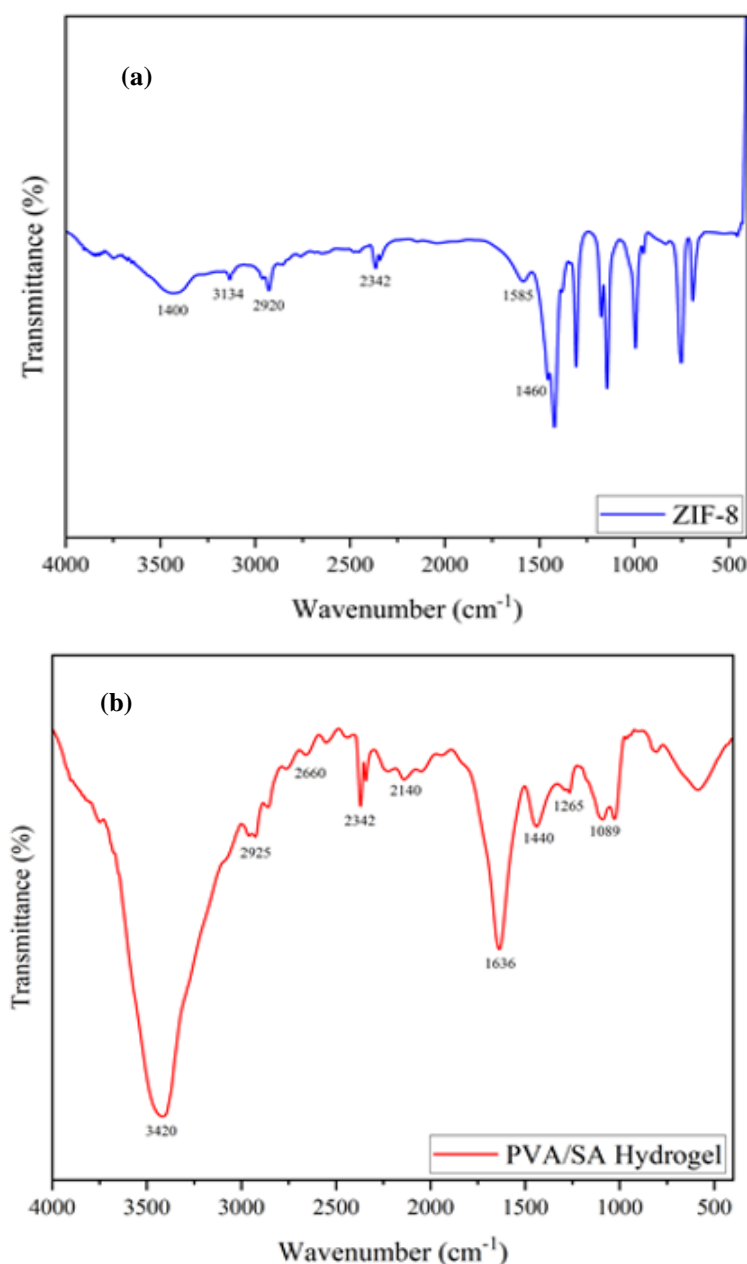 (a)
Transmittance (%)
1400
3134
2920
2342
1585
1460
ZIF-8
4000 3500 3000 2500 2000 1500 1000 500
Wavenumber (cm⁻¹)
(b)
Transmittance (%)
3420
2925
2660
2342
2140
1636
1440
1265
1089
PVA/SA Hydrogel
4000 3500 3000 2500 2000 1500 1000 500
Wavenumber (cm⁻¹)